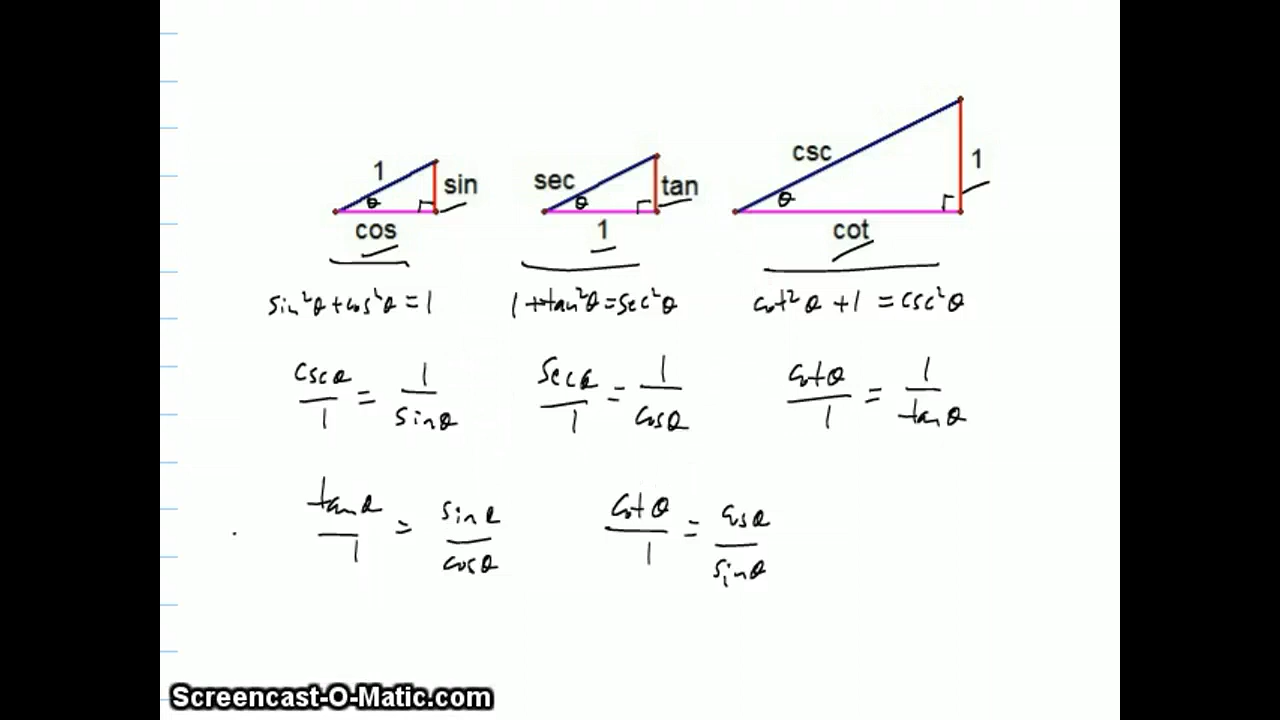 1 sin θ cos
sec tan θ 1
csc 1 θ cot
sin²θ + cos²θ = 1
1 + tan²θ = sec²θ
cot²θ + 1 = csc²θ
cscθ/1 = 1/sinθ
secθ/1 = 1/cosθ
cotθ/1 = 1/tanθ
tanθ/1 = sinθ/cosθ
cotθ/1 = cosθ/sinθ
Screencast-O-Matic.com